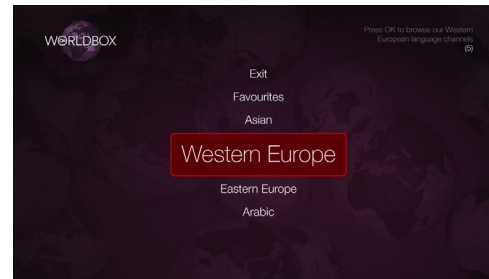 WORLDBOX
Press OK to browse our Western
European language channels
(5)
Exit
Favourites
Asian
Western Europe
Eastern Europe
Arabic